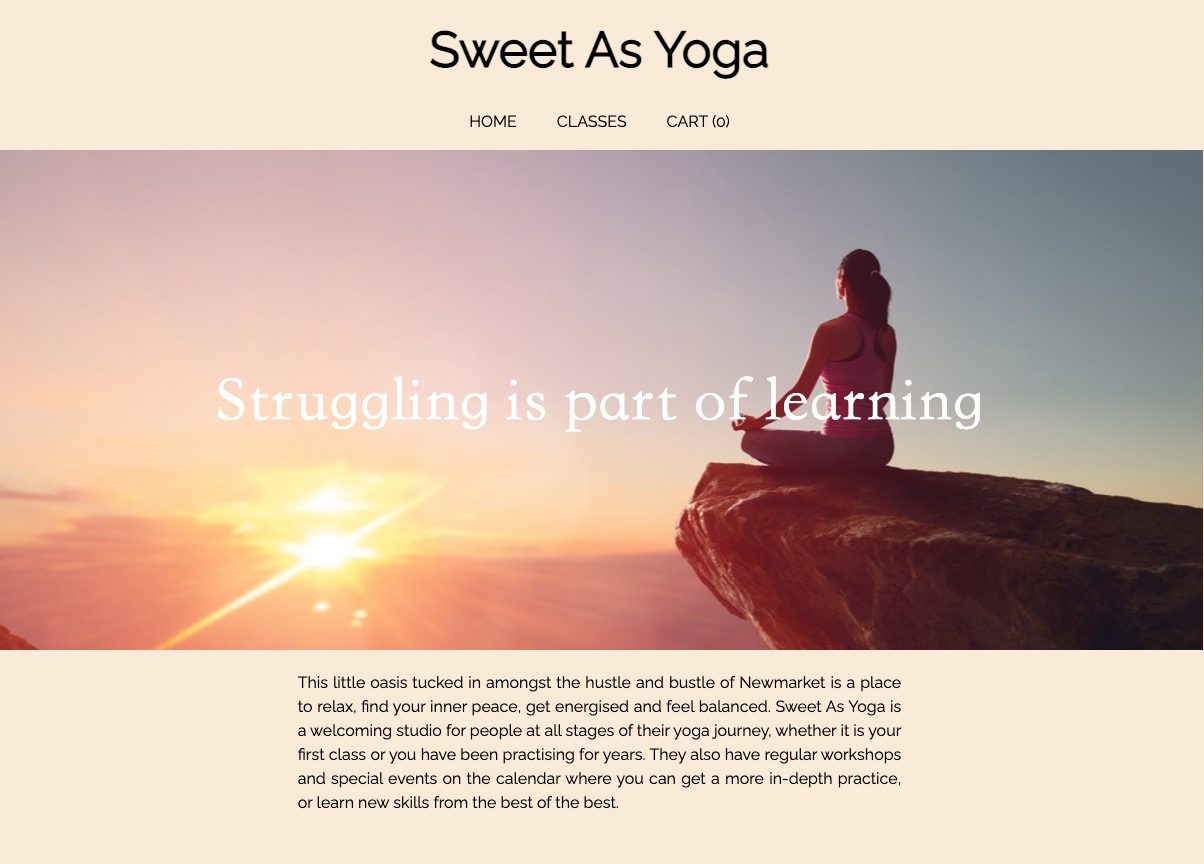 Sweet As Yoga
HOME CLASSES CART (0)
Struggling is part of learning
This little oasis tucked in amongst the hustle and bustle of Newmarket is a place
to relax, find your inner peace, get energised and feel balanced. Sweet As Yoga is
a welcoming studio for people at all stages of their yoga journey, whether it is your
first class or you have been practising for years. They also have regular workshops
and special events on the calendar where you can get a more in-depth practice,
or learn new skills from the best of the best.